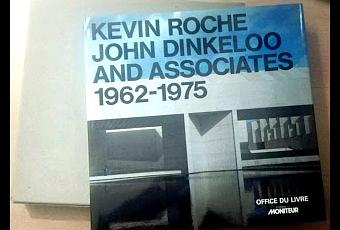 KEVIN ROCHE
JOHN DINKELOO
AND ASSOCIATES
1962-1975
OFFICE DU LIVRE
MONITEUR